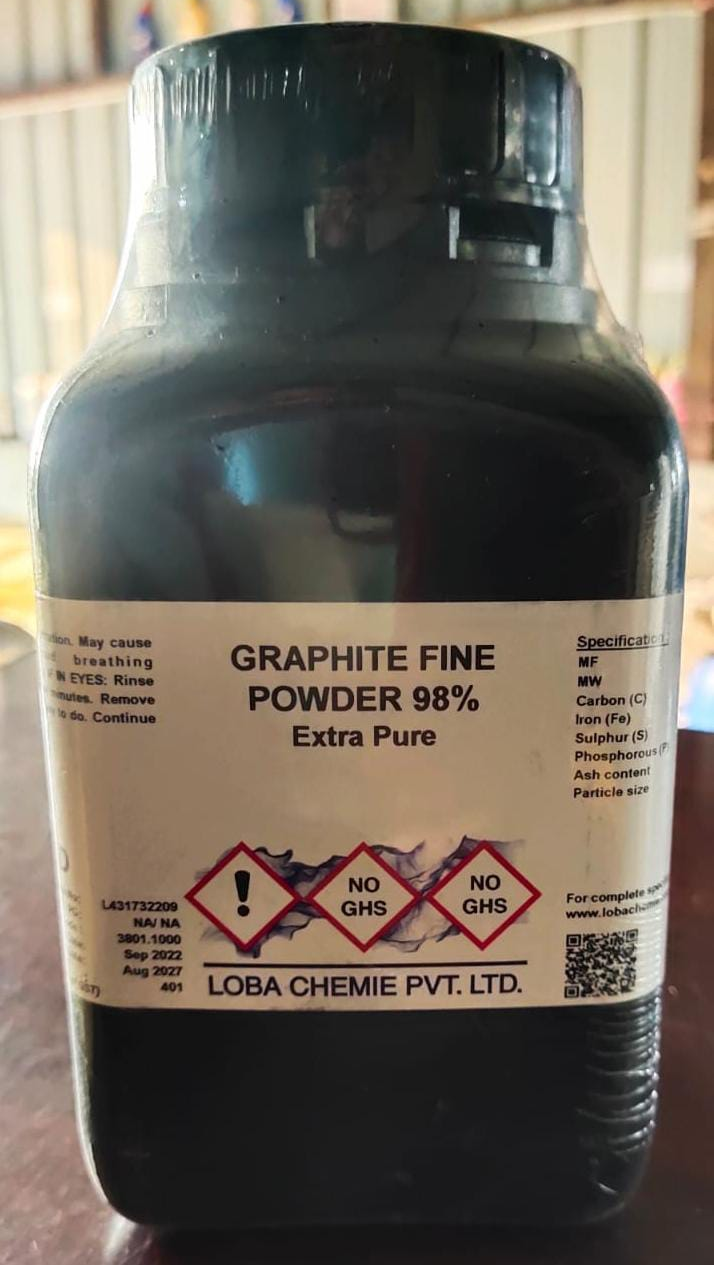 May cause
breathing
IN EYES: Rinse
Remove
to do. Continue
GRAPHITE FINE
POWDER 98%
Extra Pure
MF
MW
Carbon (C)
Iron (Fe)
Sulphur (S)
Phosphorous
Ash content
Particle size
L431732209
NA/ NA
3801.1000
Sep 2022
Aug 2027
401
!
NO
GHS
NO
GHS
For complete
LOBA CHEMIE PVT. LTD.